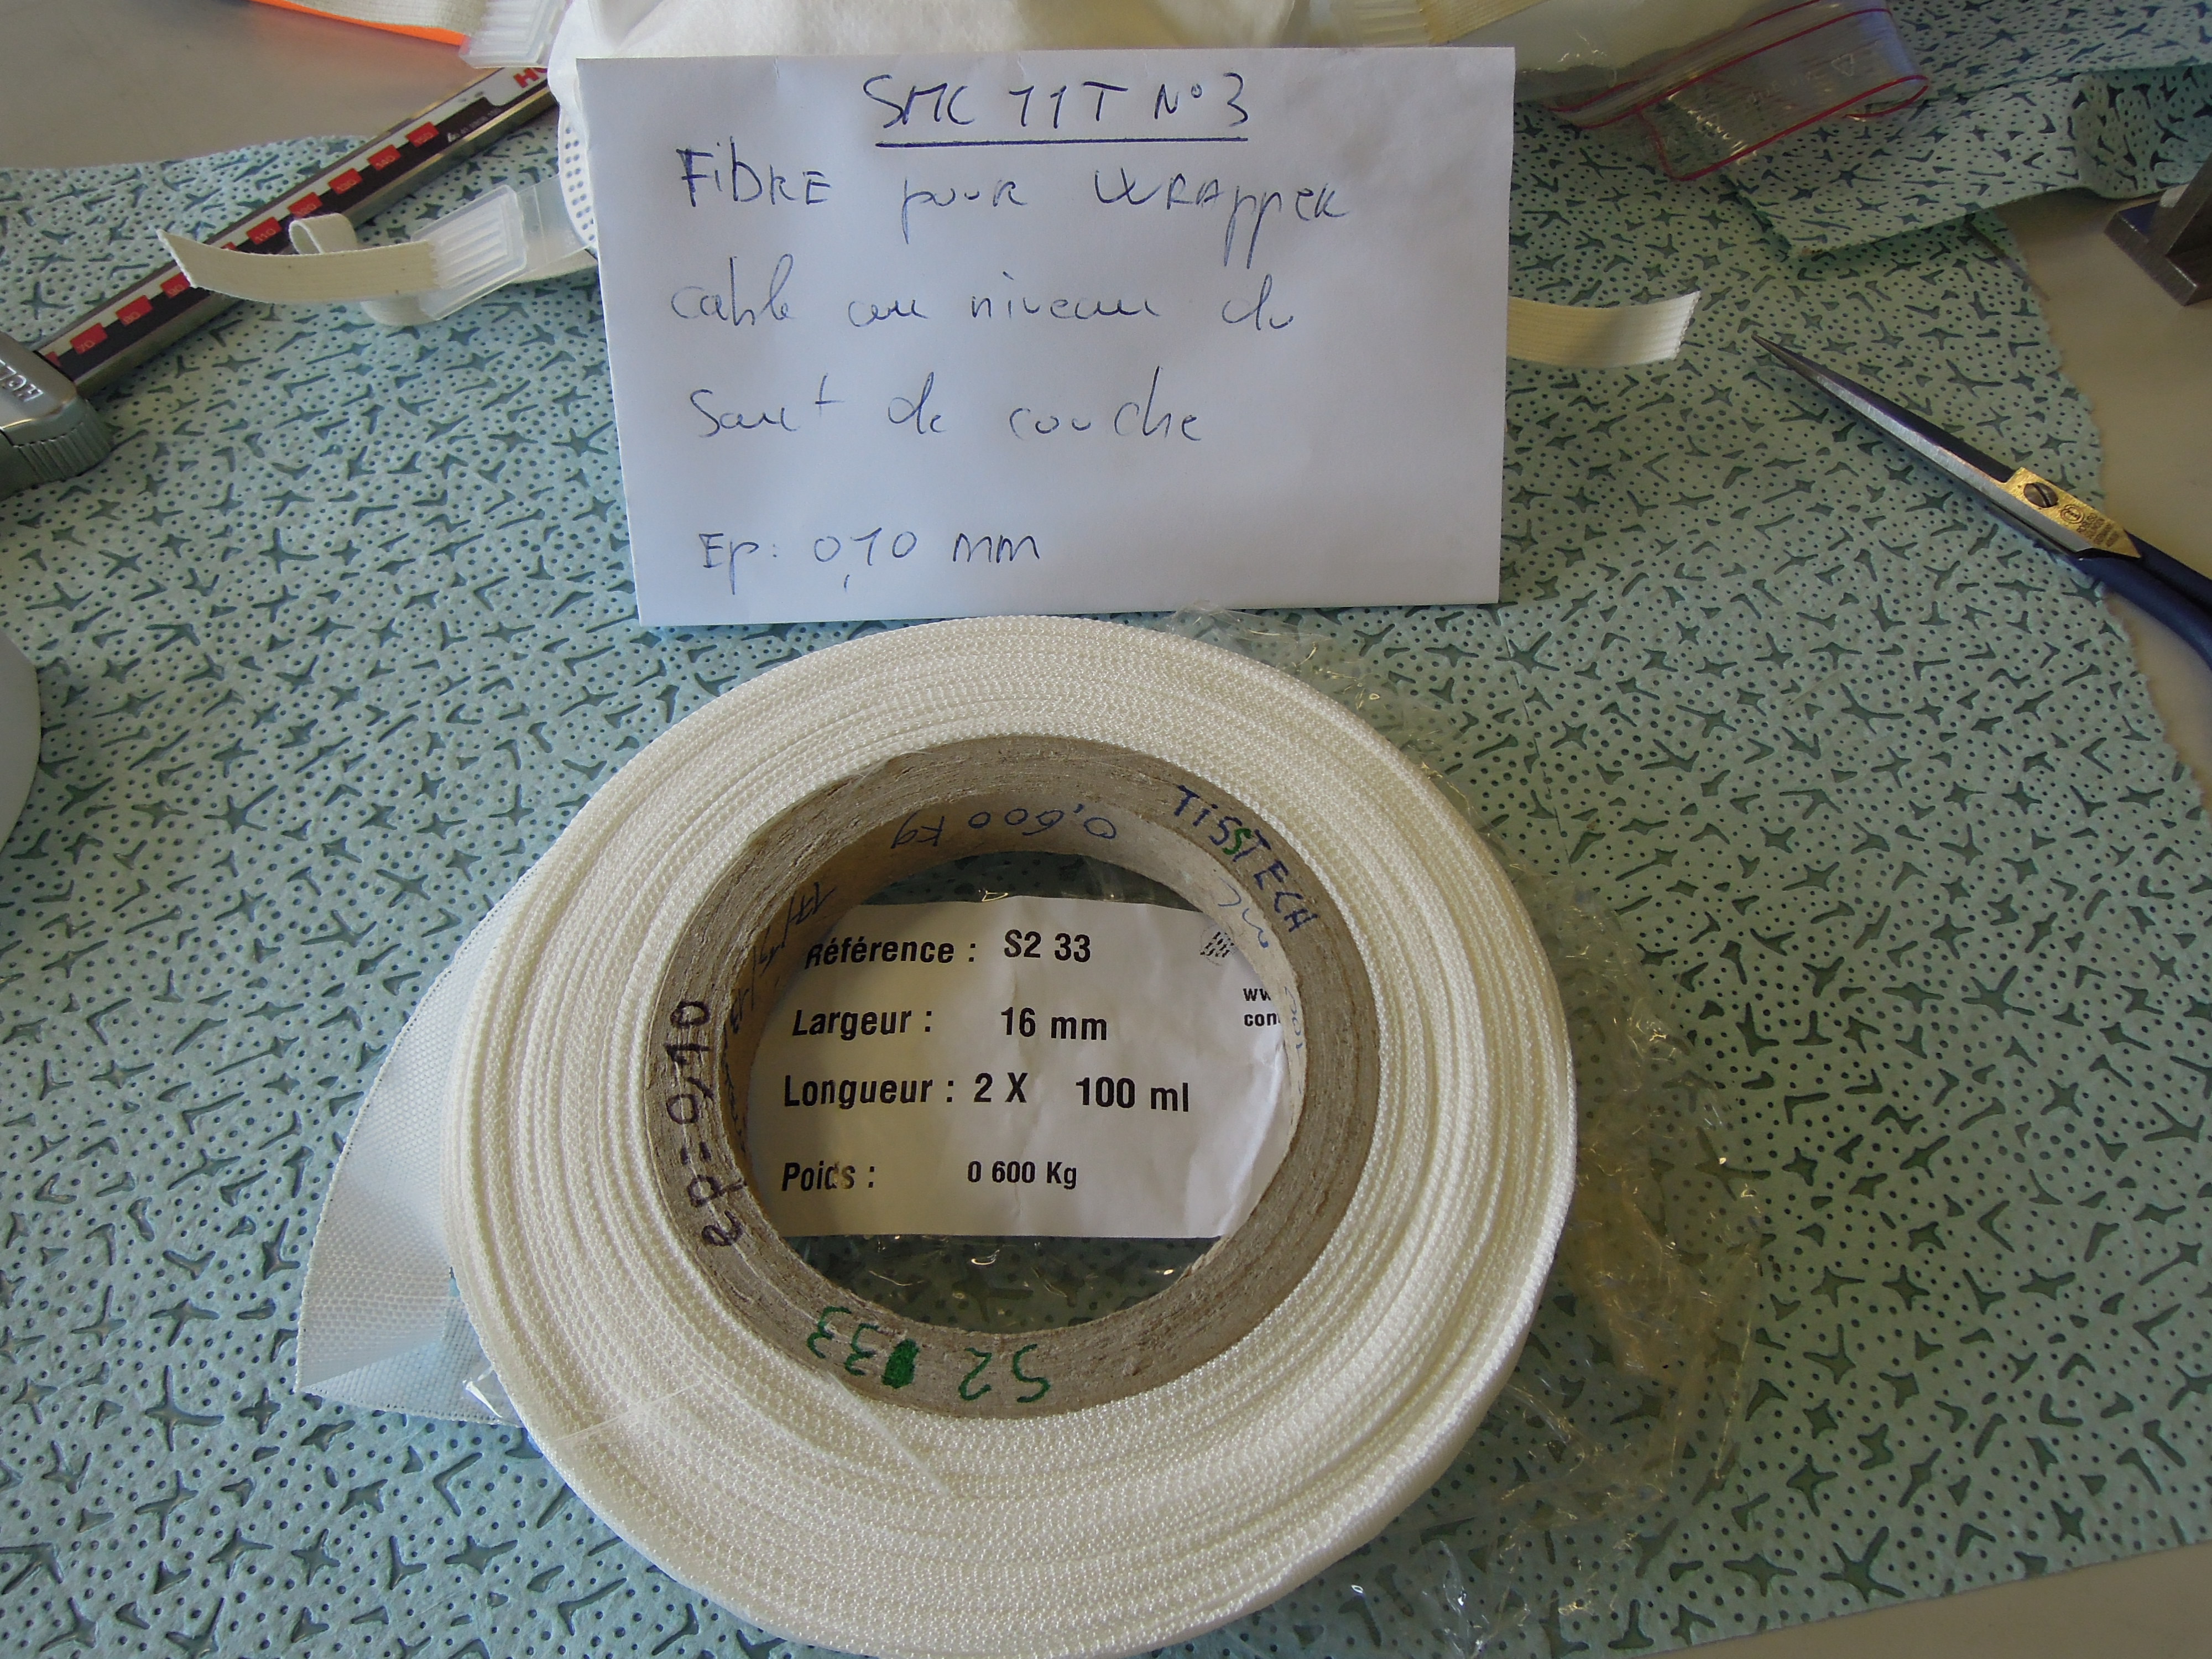 SMC 11T N°3
FiBRE pour WRAppER
cable au niveau du
Saut de couche
Ep: 0,10 mm
TISSTECH
0,600 kg
Référence : S2 33
Largeur : 16 mm
Longueur : 2 X 100 ml
Poids : 0 600 Kg
ep=0,10
S2 33